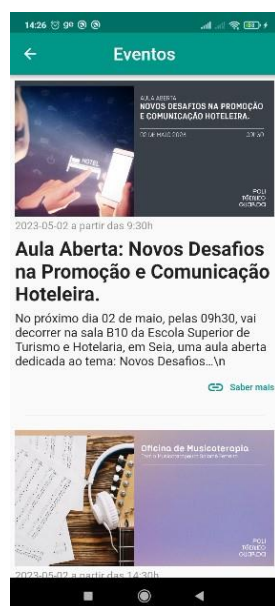 14:26
Eventos
HOTEL
AULA ABERTA
NOVOS DESAFIOS NA PROMOÇÃO
E COMUNICAÇÃO HOTELEIRA.
POLI
TÉCNICO
GUARDA
2023-05-02 a partir das 9:30h
Aula Aberta: Novos Desafios
na Promoção e Comunicação
Hoteleira.
No próximo dia 02 de maio, pelas 09h30, vai
decorrer na sala B10 da Escola Superior de
Turismo e Hotelaria, em Seia, uma aula aberta
dedicada ao tema: Novos Desafios...\n
Saber mais
Oficina de Musicoterapia
POLI
TÉCNICO
GUARDA
2023-05-02 a partir das 14:30h